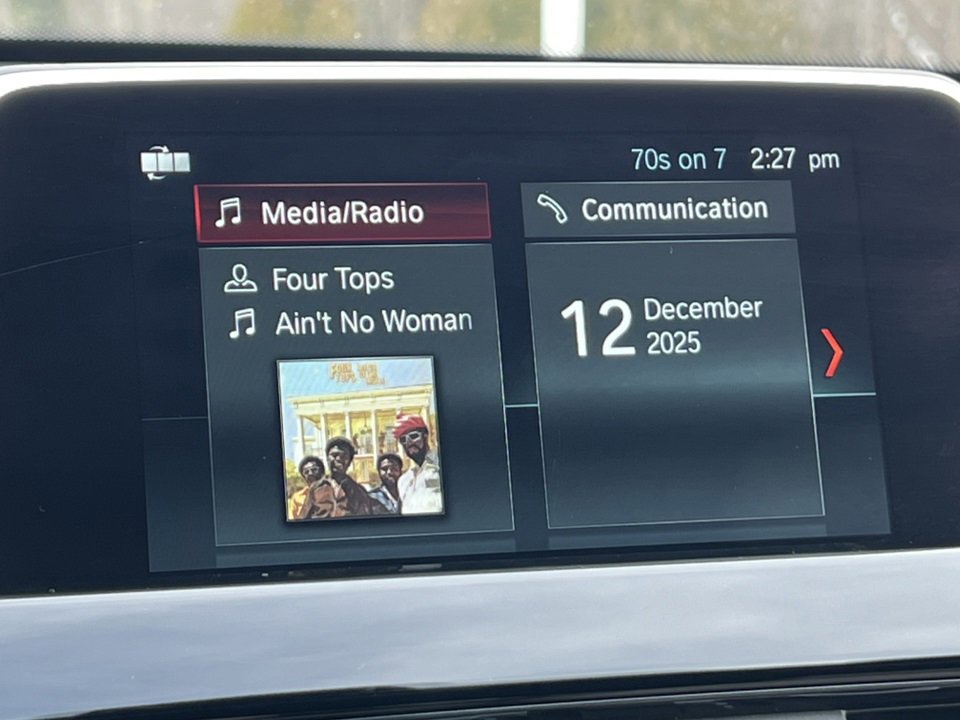 70s on 7 2:27 pm
Media/Radio
Four Tops
Ain't No Woman
Communication
12 December
2025